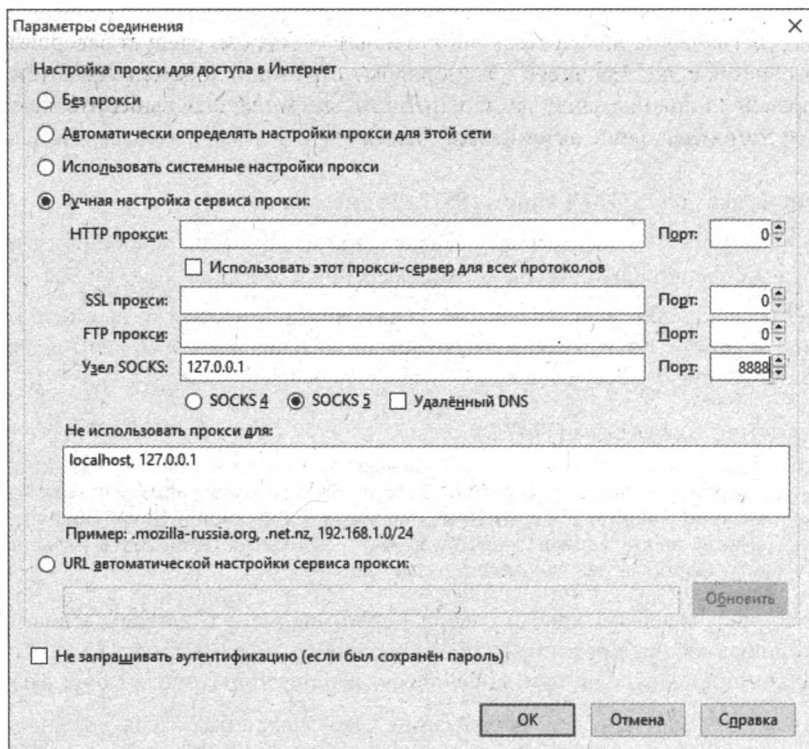 Параметры соединения
Настройка прокси для доступа в Интернет
Без прокси
Автоматически определять настройки прокси для этой сети
Использовать системные настройки прокси
Ручная настройка сервиса прокси:
HTTP прокси: Порт: 0
Использовать этот прокси-сервер для всех протоколов
SSL прокси: Порт: 0
FTP прокси: Порт: 0
Узел SOCKS: 127.0.0.1 Порт: 8888
SOCKS 4 SOCKS 5 Удалённый DNS
Не использовать прокси для:
localhost, 127.0.0.1
Пример: .mozilla-russia.org, .net.nz, 192.168.1.0/24
URL автоматической настройки сервиса прокси:
Обновить
Не запрашивать аутентификацию (если был сохранён пароль)
ОК Отмена Справка